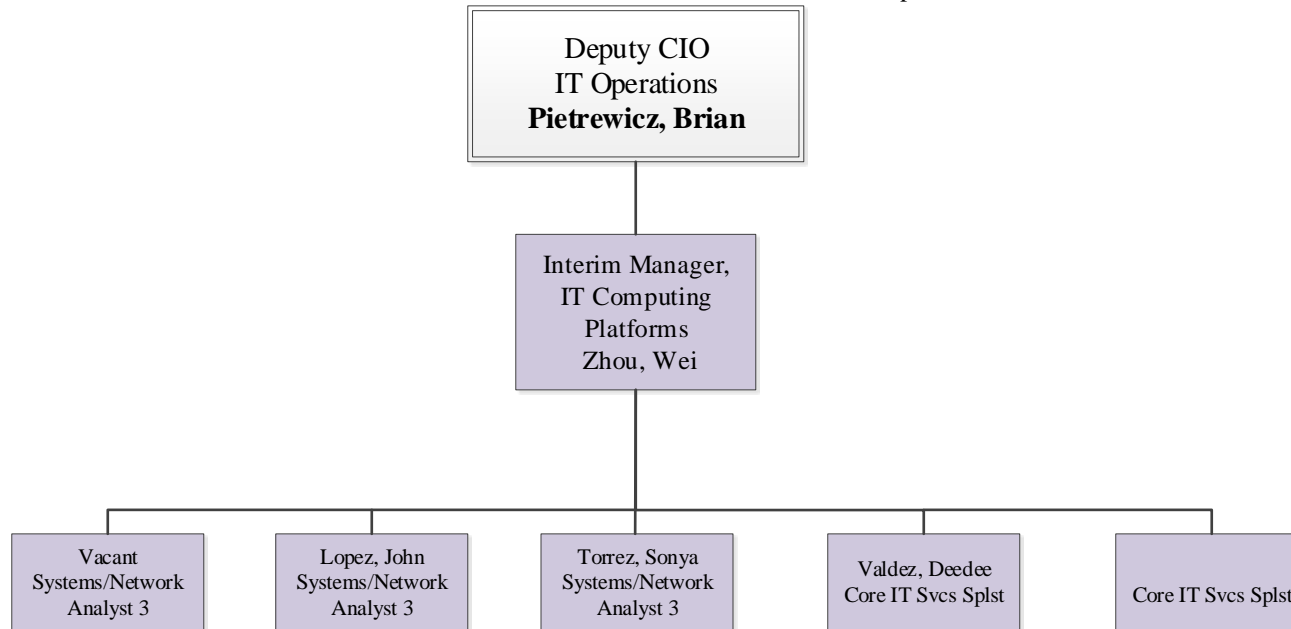 Deputy CIO
IT Operations
Pietrewicz, Brian
Interim Manager,
IT Computing
Platforms
Zhou, Wei
Vacant
Systems/Network
Analyst 3
Lopez, John
Systems/Network
Analyst 3
Torrez, Sonya
Systems/Network
Analyst 3
Valdez, Deedee
Core IT Svcs Splst
Core IT Svcs Splst